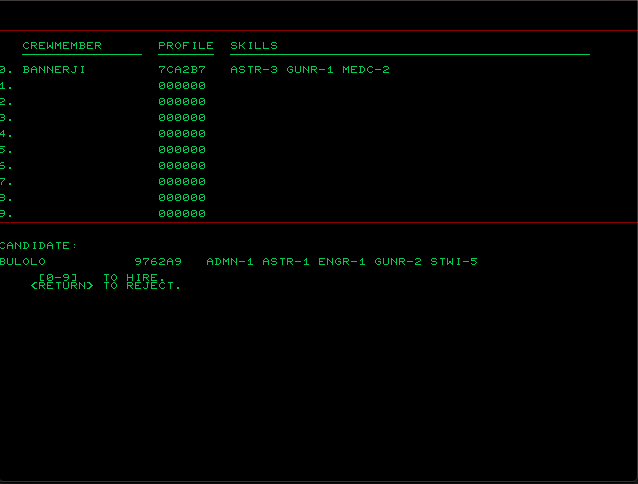 CREWMEMBER PROFILE SKILLS
0. BANNERJI 7CA2B7 ASTR-3 GUNR-1 MEDC-2
1. 000000
2. 000000
3. 000000
4. 000000
5. 000000
6. 000000
7. 000000
8. 000000
9. 000000
CANDIDATE:
BULOLO 9762A9 ADMN-1 ASTR-1 ENGR-1 GUNR-2 STWI-5
[0-9] TO HIRE.
<RETURN> TO REJECT.